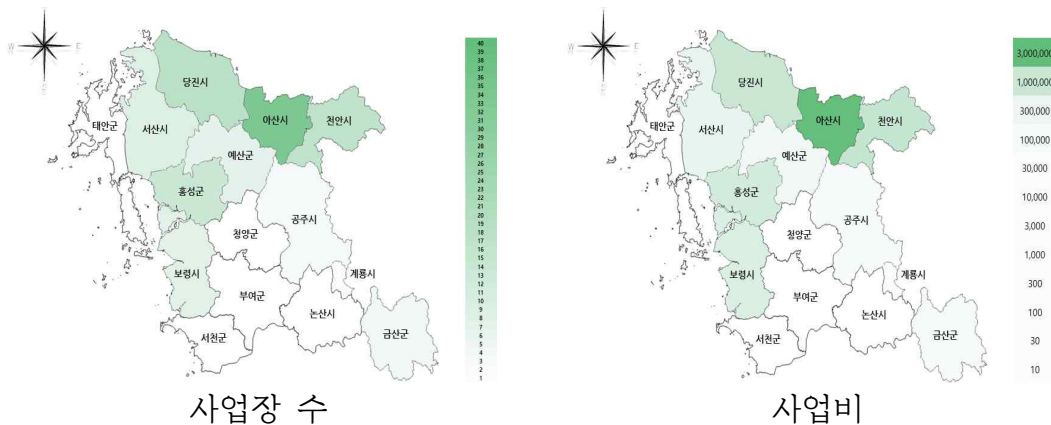 당진시
아산시
천안시
태안군
서산시
예산군
홍성군
공주시
청양군
보령시
계룡시
부여군
논산시
서천군
금산군
40
39
38
37
36
35
34
33
32
31
30
29
28
27
26
25
24
23
22
21
20
19
18
17
16
15
14
13
12
11
10
9
8
7
6
5
4
3
2
1
사업장 수
당진시
아산시
천안시
태안군
서산시
예산군
홍성군
공주시
청양군
보령시
계룡시
부여군
논산시
서천군
금산군
3,000,000
1,000,000
300,000
100,000
30,000
10,000
3,000
1,000
300
100
30
10
사업비